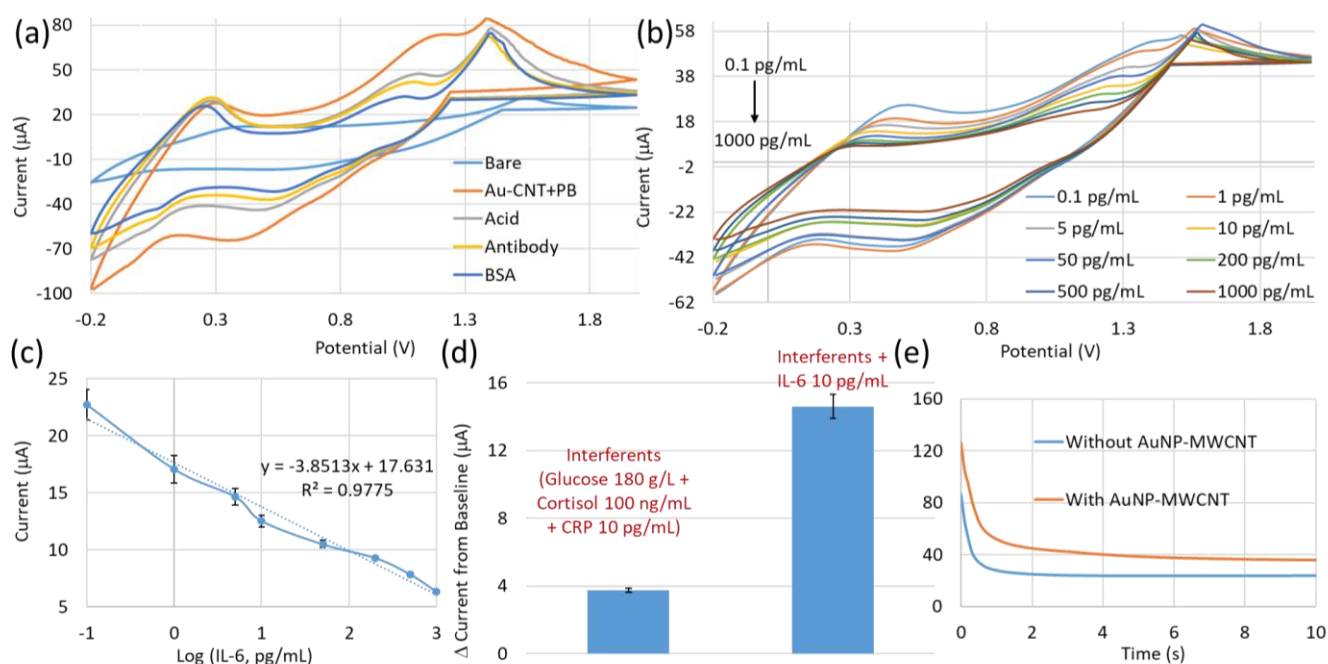 (a)
80
50
20
-10
-40
-70
-100
Current (µA)
-0.2 0.3 0.8 1.3 1.8
Potential (V)
Bare
Au-CNT+PB
Acid
Antibody
BSA
(b)
58
38
18
-2
-22
-42
-62
Current (µA)
0.1 pg/mL
1000 pg/mL
0.1 pg/mL 1 pg/mL
5 pg/mL 10 pg/mL
50 pg/mL 200 pg/mL
500 pg/mL 1000 pg/mL
-0.2 0.3 0.8 1.3 1.8
Potential (V)
(c)
25
20
15
10
5
Current (µA)
y = -3.8513x + 17.631
R² = 0.9775
-1 0 1 2 3
Log (IL-6, pg/mL)
(d)
16
12
8
4
0
Δ Current from Baseline (µA)
Interferents
(Glucose 180 g/L +
Cortisol 100 ng/mL
+ CRP 10 pg/mL)
Interferents +
IL-6 10 pg/mL
(e)
160
120
80
40
0
Without AuNP-MWCNT
With AuNP-MWCNT
0 2 4 6 8 10
Time (s)